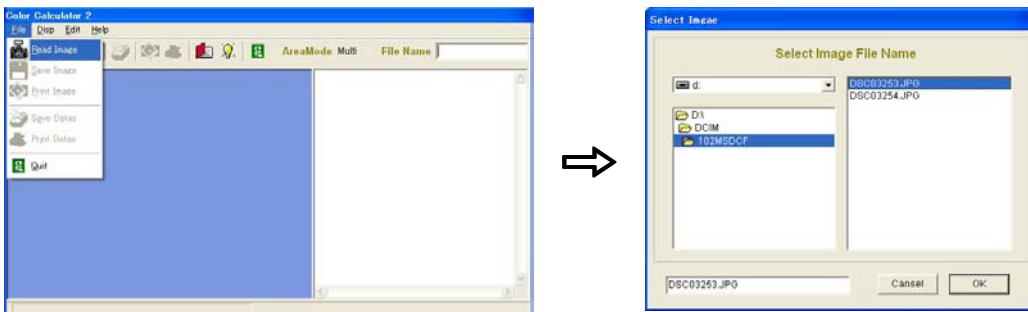 Color Calculator 2
File Disp Edit Help
Read Image
AreaMode Multi File Name
Save Image
Print Image
Save Datas
Print Datas
Quit
Select Imgae
Select Image File Name
d:
D:\
DCIM
102MSDCF
DSC03253.JPG
DSC03254.JPG
DSC03253.JPG
Cansel
OK